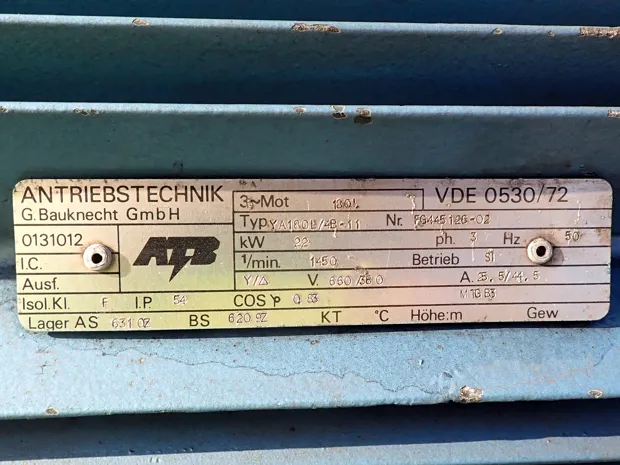 ANTRIEBSTECHNIK
G.Bauknecht GmbH
0131012
ATB
I.C.
3~Mot 180L VDE 0530/72
Typ YA180L/4B-11 Nr.
kW 22 ph. 3 Hz 50
1/min. 1450 Betrieb S1
Ausf. Y/△ V. 660/380 A. 25,5/44,5
Isol.Kl. F I.P. 54 COS φ 0.83
Lager AS 6310Z BS 6209Z KT °C Höhe:m Gew